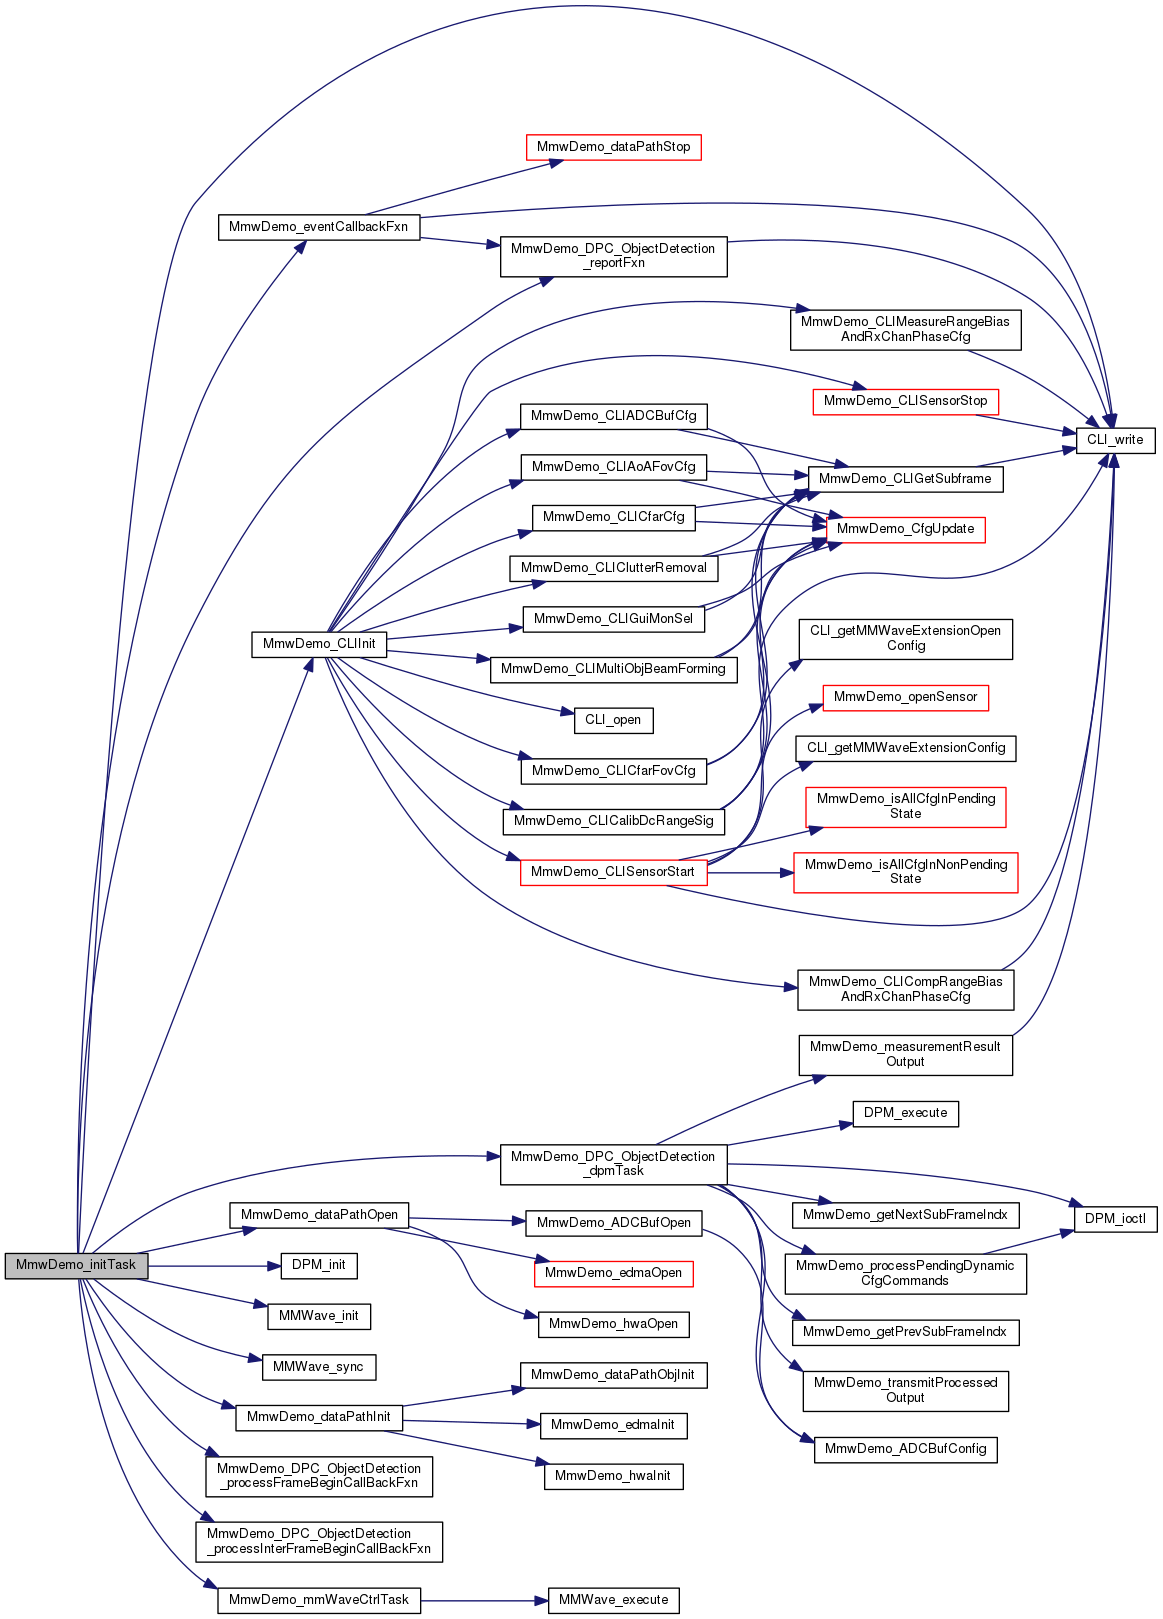 MmwDemo_dataPathStop
MmwDemo_eventCallbackFxn
MmwDemo_DPC_ObjectDetection
_reportFxn
MmwDemo_CLIMeasureRangeBias
AndRxChanPhaseCfg
MmwDemo_CLISensorStop
MmwDemo_CLIADCBufCfg
CLI_write
MmwDemo_CLIAoAFovCfg
MmwDemo_CLIGetSubframe
MmwDemo_CLICfarCfg
MmwDemo_CfgUpdate
MmwDemo_CLIClutterRemoval
MmwDemo_CLIGuiMonSel
MmwDemo_CLIInit
CLI_getMMWaveExtensionOpen
Config
MmwDemo_CLIMultiObjBeamForming
MmwDemo_openSensor
CLI_open
CLI_getMMWaveExtensionConfig
MmwDemo_CLICfarFovCfg
MmwDemo_isAllCfgInPending
State
MmwDemo_CLICalibDcRangeSig
MmwDemo_CLISensorStart
MmwDemo_isAllCfgInNonPending
State
MmwDemo_CLICompRangeBias
AndRxChanPhaseCfg
MmwDemo_measurementResult
Output
DPM_execute
MmwDemo_DPC_ObjectDetection
_dpmTask
MmwDemo_dataPathOpen
MmwDemo_ADCBufOpen
MmwDemo_getNextSubFrameIndx
DPM_ioctl
MmwDemo_initTask
DPM_init
MmwDemo_edmaOpen
MmwDemo_processPendingDynamic
CfgCommands
MMWave_init
MmwDemo_hwaOpen
MmwDemo_getPrevSubFrameIndx
MMWave_sync
MmwDemo_dataPathObjInit
MmwDemo_transmitProcessed
Output
MmwDemo_dataPathInit
MmwDemo_edmaInit
MmwDemo_ADCBufConfig
MmwDemo_DPC_ObjectDetection
_processFrameBeginCallBackFxn
MmwDemo_hwaInit
MmwDemo_DPC_ObjectDetection
_processInterFrameBeginCallBackFxn
MmwDemo_mmWaveCtrlTask
MMWave_execute